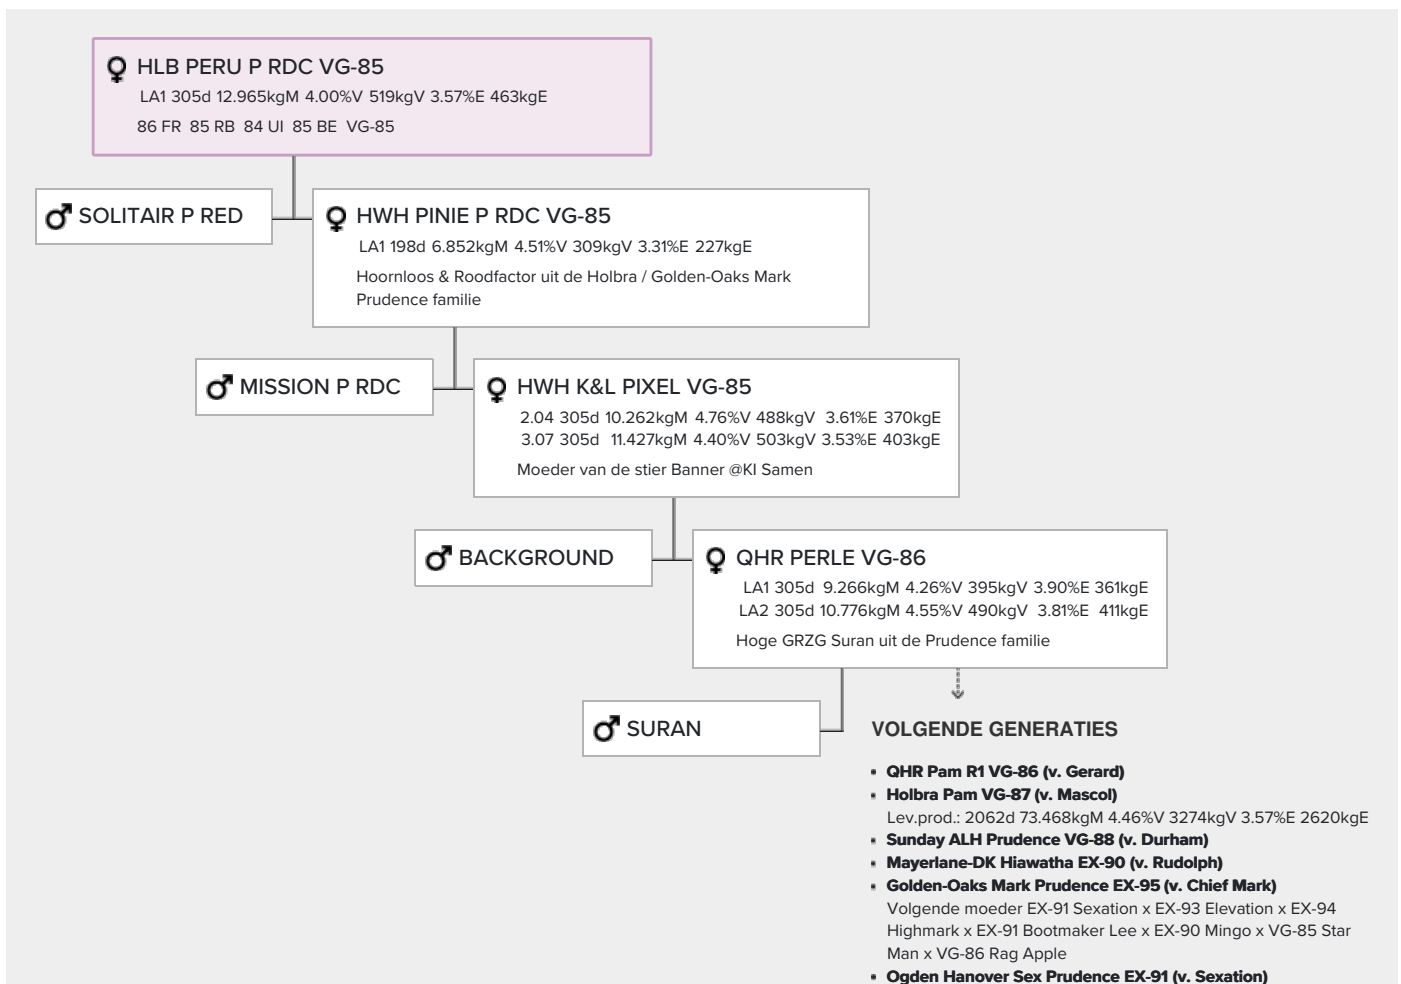 HLB PERU P RDC VG-85
LA1 305d 12.965kgM 4.00%V 519kgV 3.57%E 463kgE
86 FR 85 RB 84 UI 85 BE VG-85
SOLITAIR P RED
HWH PINIE P RDC VG-85
LA1 198d 6.852kgM 4.51%V 309kgV 3.31%E 227kgE
Hoornloos & Roodfactor uit de Holbra / Golden-Oaks Mark
Prudence familie
MISSION P RDC
HWH K&L PIXEL VG-85
2.04 305d 10.262kgM 4.76%V 488kgV 3.61%E 370kgE
3.07 305d 11.427kgM 4.40%V 503kgV 3.53%E 403kgE
Moeder van de stier Banner @KI Samen
BACKGROUND
QHR PERLE VG-86
LA1 305d 9.266kgM 4.26%V 395kgV 3.90%E 361kgE
LA2 305d 10.776kgM 4.55%V 490kgV 3.81%E 411kgE
Hoge GRZG Suran uit de Prudence familie
SURAN
VOLGENDE GENERATIES
• QHR Pam R1 VG-86 (v. Gerard)
• Holbra Pam VG-87 (v. Mascol)
Lev.prod.: 2062d 73.468kgM 4.46%V 3274kgV 3.57%E 2620kgE
• Sunday ALH Prudence VG-88 (v. Durham)
• Mayerlane-DK Hiawatha EX-90 (v. Rudolph)
• Golden-Oaks Mark Prudence EX-95 (v. Chief Mark)
Volgende moeder EX-91 Sexation x EX-93 Elevation x EX-94
Highmark x EX-91 Bootmaker Lee x EX-90 Mingo x VG-85 Star
Man x VG-86 Rag Apple
• Ogden Hanover Sex Prudence EX-91 (v. Sexation)